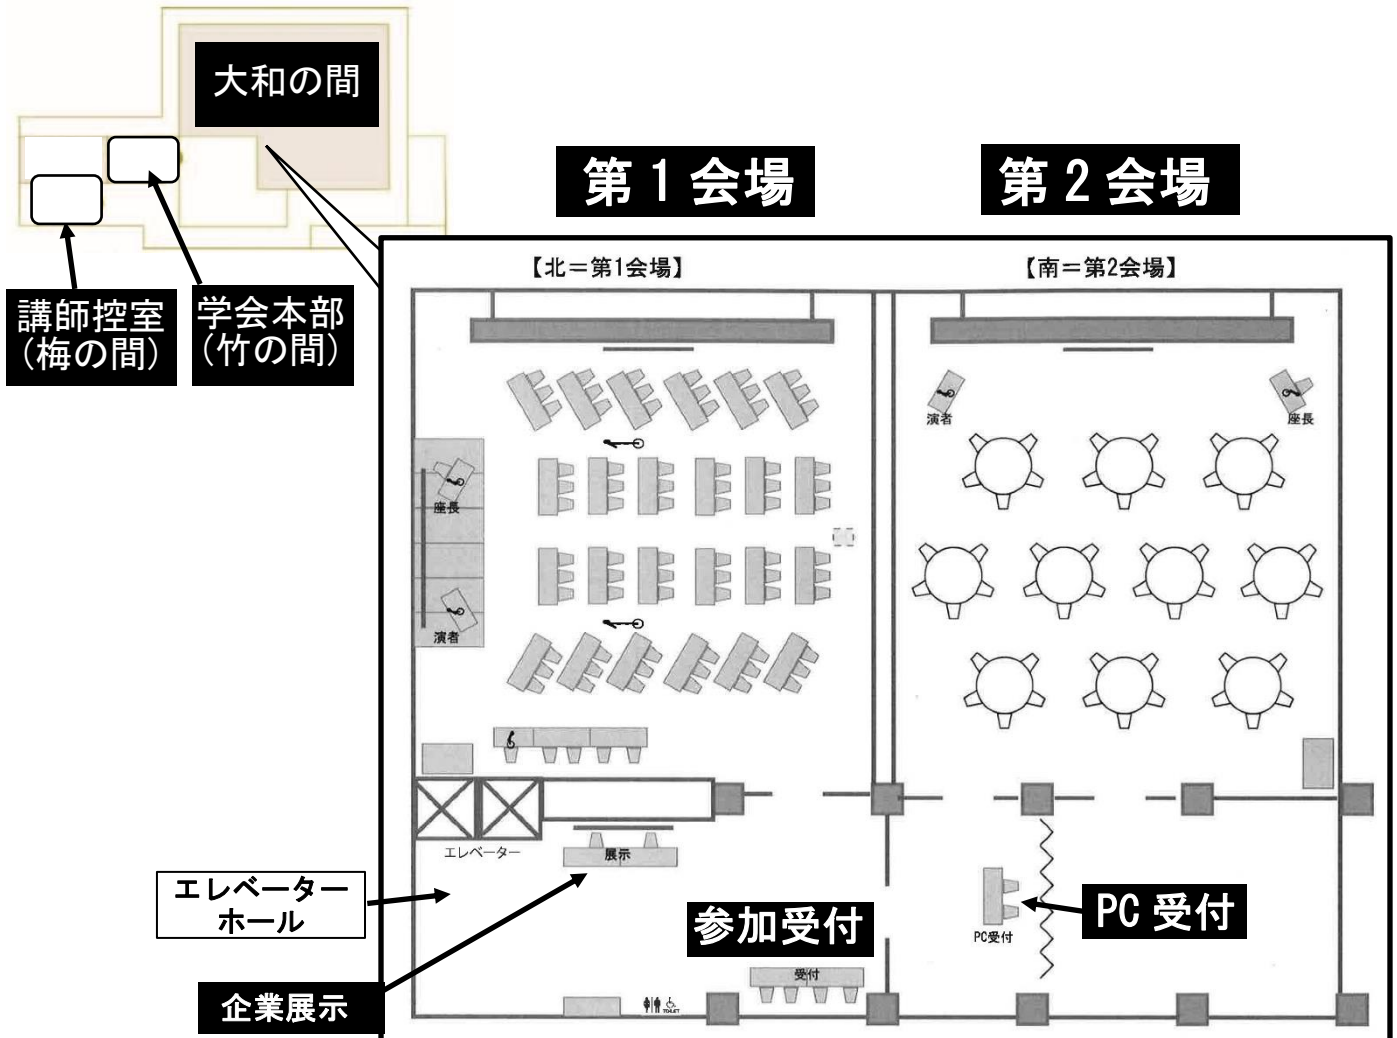 大和の間
第1会場
第2会場
講師控室
(梅の間)
学会本部
(竹の間)
【北＝第1会場】
【南＝第2会場】
演者
座長
座長
演者
エレベーター
展示
エレベーター
ホール
参加受付
PC受付
PC受付
受付
企業展示
TOILET